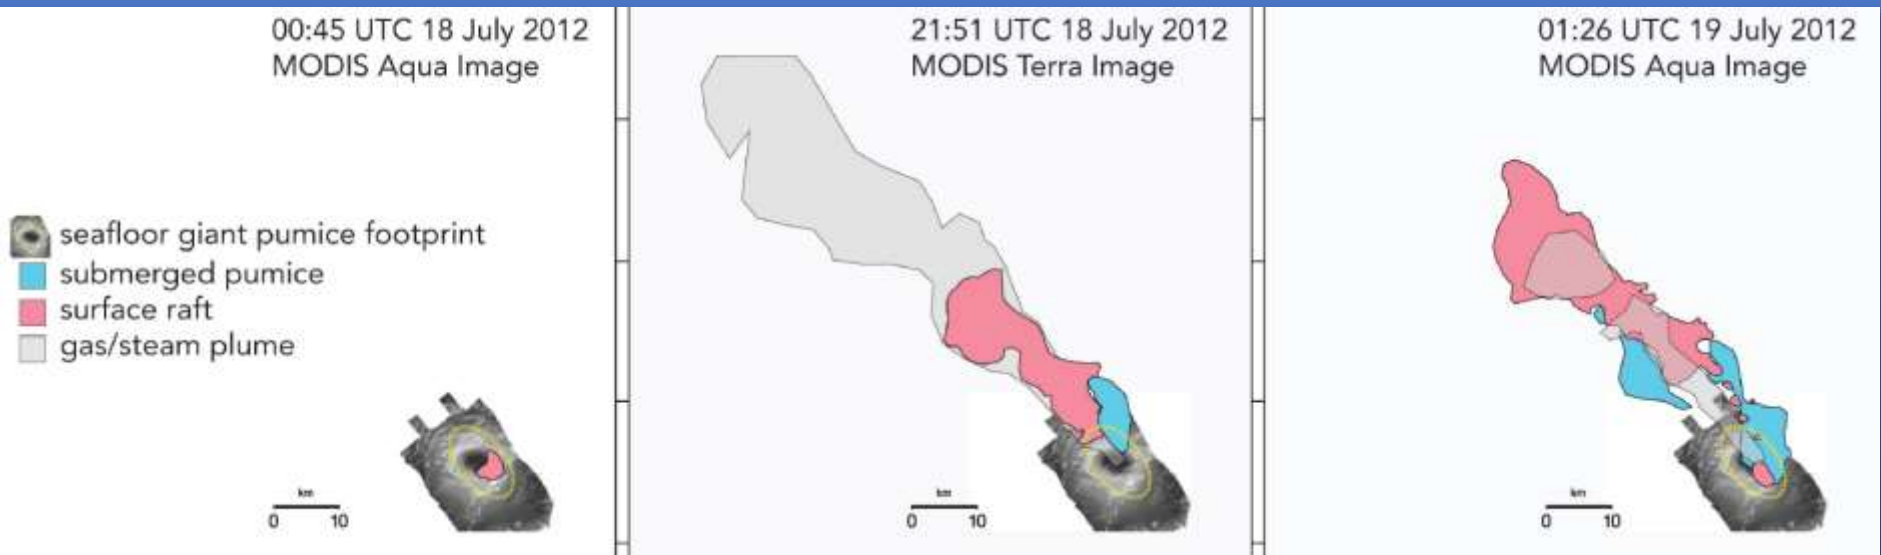 00:45 UTC 18 July 2012
MODIS Aqua Image
seafloor giant pumice footprint
submerged pumice
surface raft
gas/steam plume
km
0 10
21:51 UTC 18 July 2012
MODIS Terra Image
km
0 10
01:26 UTC 19 July 2012
MODIS Aqua Image
km
0 10